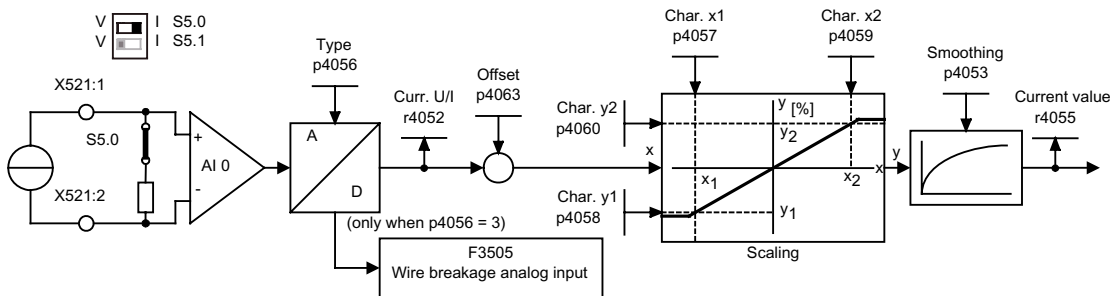 V I S5.0
V I S5.1
X521:1
S5.0
X521:2
+
-
AI 0
Type
p4056
A
D
Curr. U/I
r4052
(only when p4056 = 3)
F3505
Wire breakage analog input
Offset
p4063
x
Char. y2
p4060
Char. y1
p4058
Char. x1
p4057
Char. x2
p4059
y [%]
y2
x1
x2
x
y1
Scaling
y
Smoothing
p4053
Current value
r4055